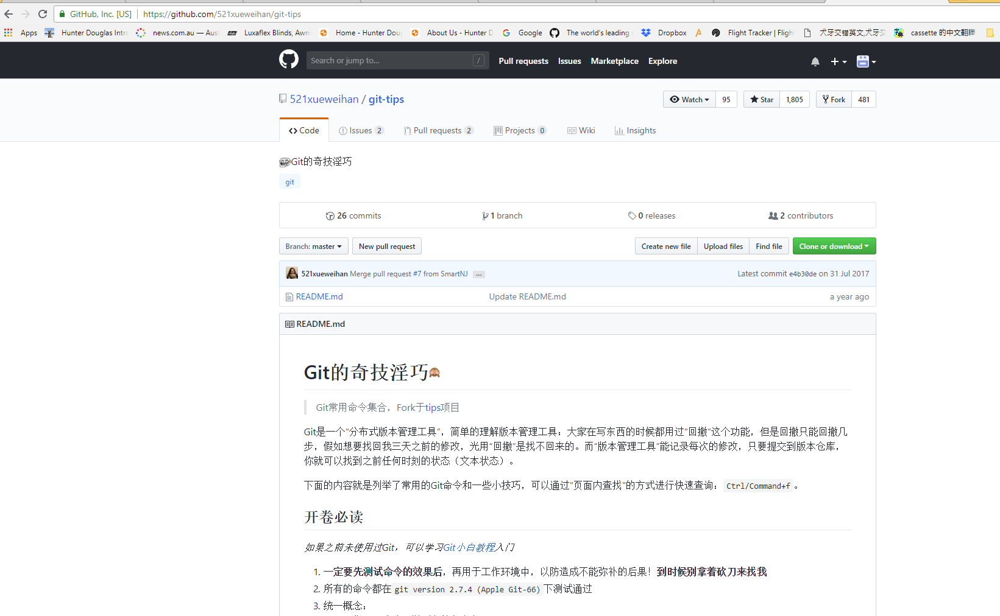 GitHub, Inc. [US] https://github.com/521xueweihan/git-tips
Apps Hunter Douglas Intra news.com.au — Aus Luxaflex Blinds, Awn Home - Hunter Doug About Us - Hunter D Google The world's leading Dropbox Flight Tracker | Fligh 犬牙交错英文,犬牙交 cassette 的中文翻譯
Search or jump to... / Pull requests Issues Marketplace Explore
521xueweihan / git-tips Watch 95 Star 1,805 Fork 481
Code Issues 2 Pull requests 2 Projects 0 Wiki Insights
Git的奇技淫巧
git
26 commits 1 branch 0 releases 2 contributors
Branch: master New pull request Create new file Upload files Find file Clone or download
521xueweihan Merge pull request #7 from SmartNJ ... Latest commit e4b30de on 31 Jul 2017
README.md Update README.md a year ago
README.md
Git的奇技淫巧
Git常用命令集合，Fork于tips项目
Git是一个“分布式版本管理工具”，简单的理解版本管理工具：大家在写东西的时候都用过“回撤”这个功能，但是回撤只能回撤几
步，假如想要找回我三天之前的修改，光用“回撤”是找不回来的。而“版本管理工具”能记录每次的修改，只要提交到版本仓库，
你就可以找到之前任何时刻的状态（文本状态）。
下面的内容就是列举了常用的Git命令和一些小技巧，可以通过“页面内查找”的方式进行快速查询：Ctrl/Command+f。
开卷必读
如果之前未使用过Git，可以学习Git小白教程入门
1. 一定要先测试命令的效果后，再用于工作环境中，以防造成不能弥补的后果！到时候别拿着砍刀来找我
2. 所有的命令都在git version 2.7.4 (Apple Git-66)下测试通过
3. 统一概念：